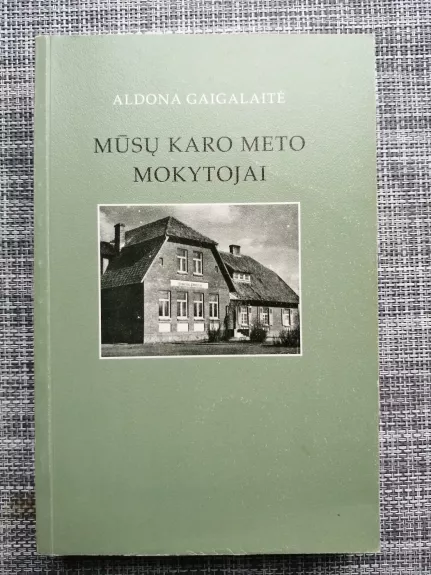 ALDONA GAIGALAITĖ
MŪSŲ KARO METO
MOKYTOJAI